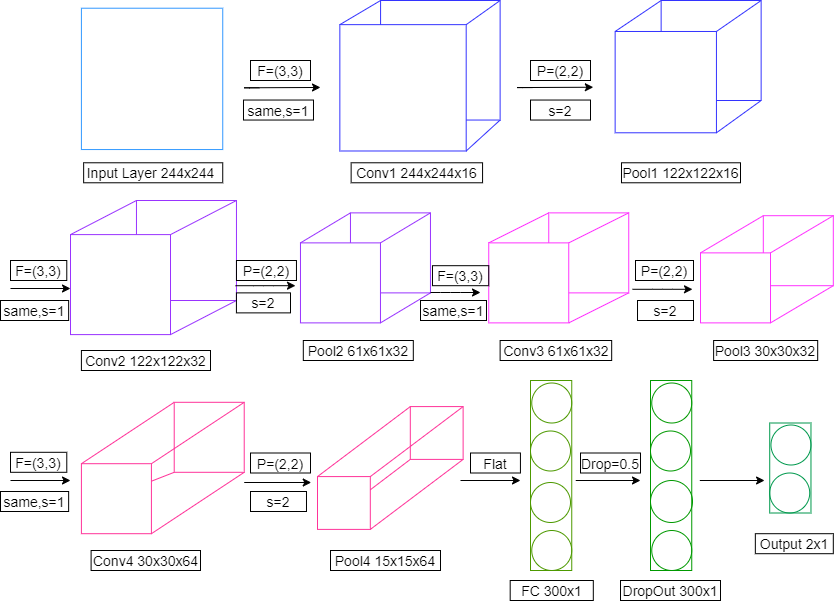 F=(3,3)
same,s=1
P=(2,2)
s=2
Input Layer 244x244
Conv1 244x244x16
Pool1 122x122x16
F=(3,3)
same,s=1
P=(2,2)
s=2
F=(3,3)
same,s=1
P=(2,2)
s=2
Conv2 122x122x32
Pool2 61x61x32
Conv3 61x61x32
Pool3 30x30x32
F=(3,3)
same,s=1
P=(2,2)
s=2
Flat
Drop=0.5
Conv4 30x30x64
Pool4 15x15x64
FC 300x1
DropOut 300x1
Output 2x1